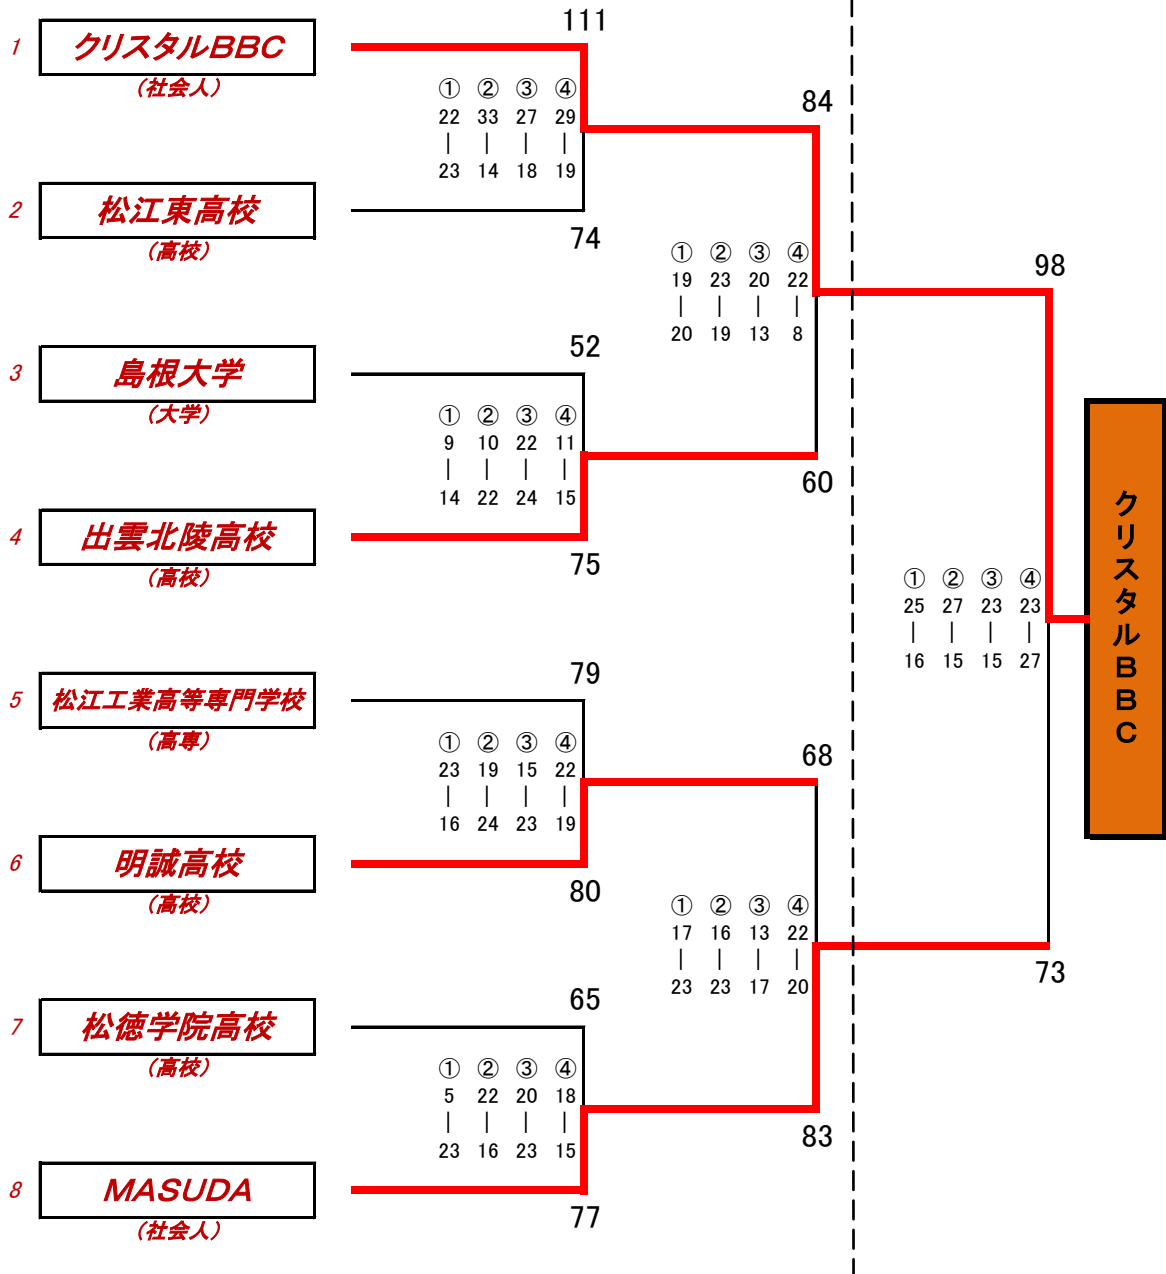 111
1 クリスタルBBC
(社会人)
① ② ③ ④
22 33 27 29
| | | |
23 14 18 19
84
2 松江東高校
(高校)
74
① ② ③ ④
19 23 20 22
| | | |
20 19 13 8
98
52
3 島根大学
(大学)
① ② ③ ④
9 10 22 11
| | | |
14 22 24 15
60
4 出雲北陵高校
(高校)
75
クリスタルBBC
① ② ③ ④
25 27 23 23
| | | |
16 15 15 27
79
5 松江工業高等専門学校
(高専)
① ② ③ ④
23 19 15 22
| | | |
16 24 23 19
68
6 明誠高校
(高校)
80
① ② ③ ④
17 16 13 22
| | | |
23 23 17 20
73
65
7 松徳学院高校
(高校)
① ② ③ ④
5 22 20 18
| | | |
23 16 23 15
83
8 MASUDA
(社会人)
77